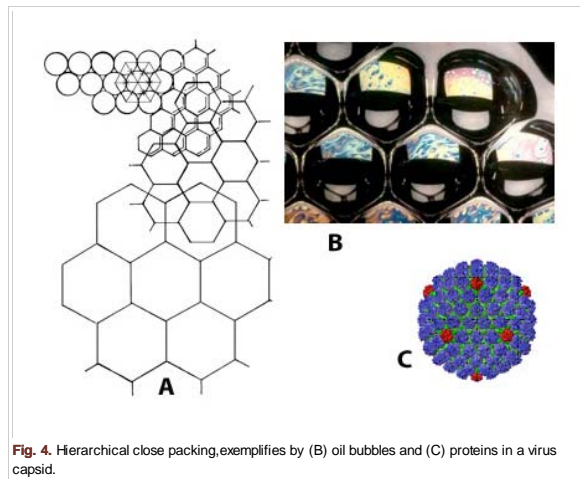 B
C
A
Fig. 4. Hierarchical close packing,exemplifies by (B) oil bubbles and (C) proteins in a virus
capsid.